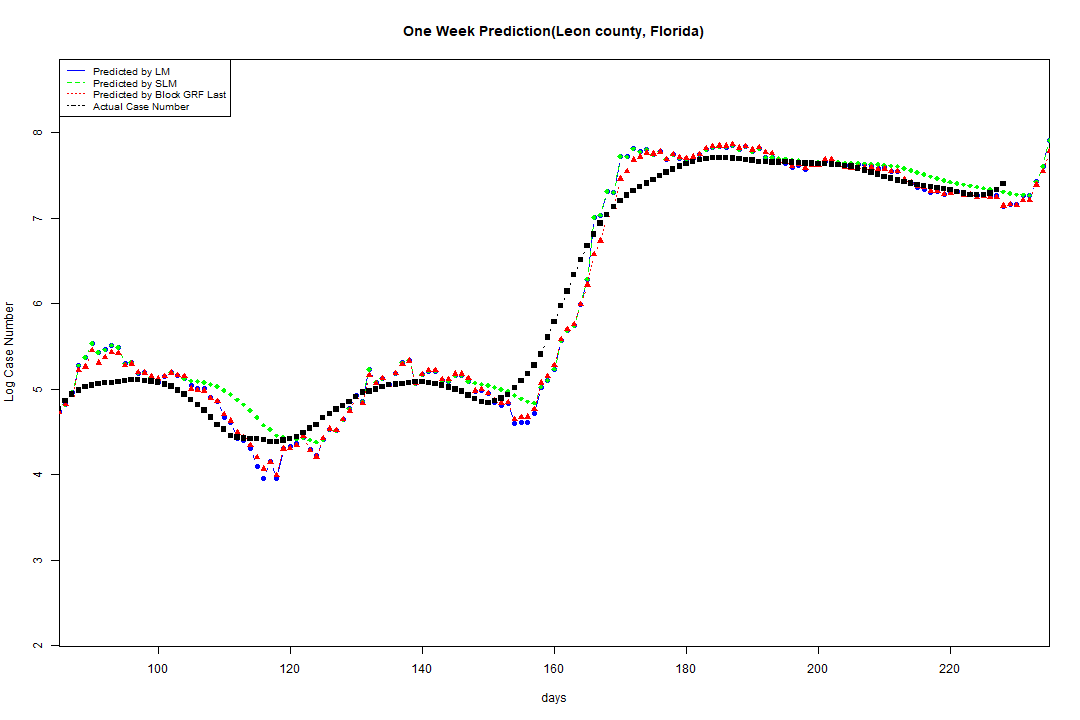 One Week Prediction(Leon county, Florida)
Predicted by LM
Predicted by SLM
Predicted by Block GRF Last
Actual Case Number
8
7
6
5
4
3
2
Log Case Number
100 120 140 160 180 200 220
days